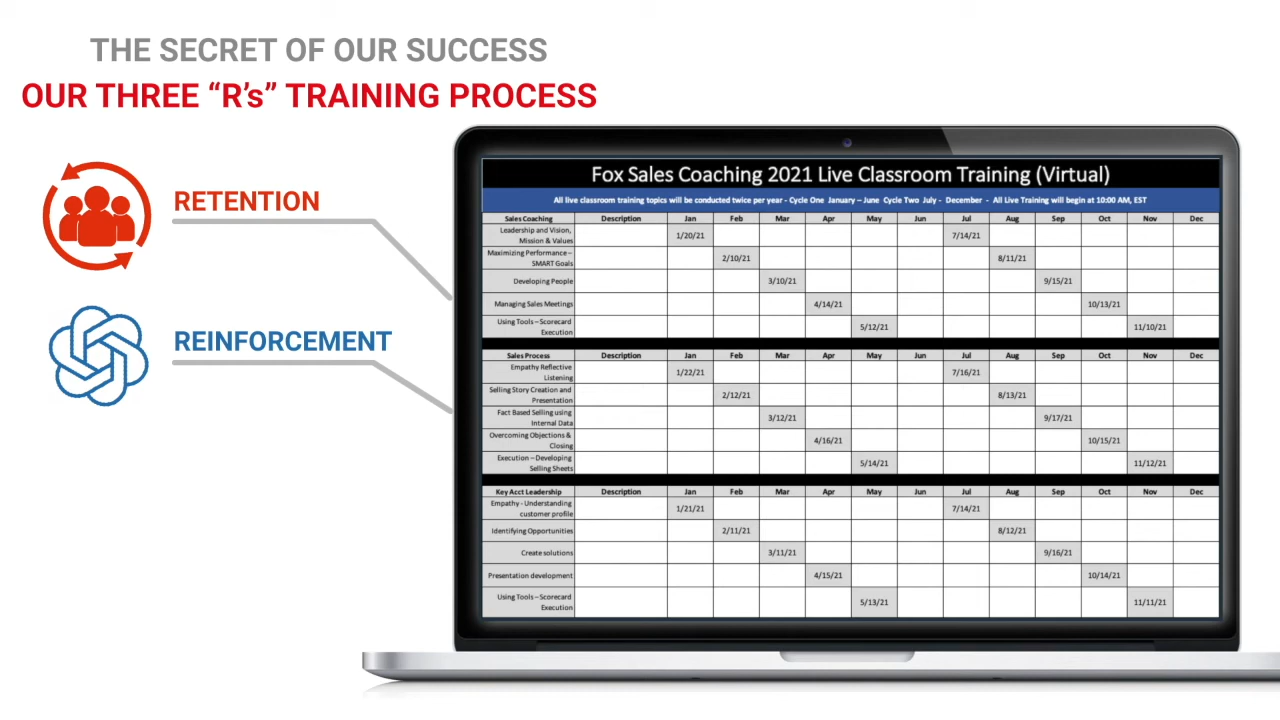 THE SECRET OF OUR SUCCESS
OUR THREE “R’s” TRAINING PROCESS
RETENTION
REINFORCEMENT
Fox Sales Coaching 2021 Live Classroom Training (Virtual)
All live classroom training topics will be conducted twice per year - Cycle One January – June Cycle Two July - December - All Live Training will begin at 10:00 AM, EST
Sales Coaching Description Jan Feb Mar Apr May Jun Jul Aug Sep Oct Nov Dec
Leadership and Vision,
Mission & Values 1/20/21 7/14/21
Maximizing Performance –
SMART Goals 2/10/21 8/11/21
Developing People 3/10/21 9/15/21
Managing Sales Meetings 4/14/21 10/13/21
Using Tools – Scorecard
Execution 5/12/21 11/10/21
Sales Process Description Jan Feb Mar Apr May Jun Jul Aug Sep Oct Nov Dec
Empathy Reflective
Listening 1/22/21 7/16/21
Selling Story Creation and
Presentation 2/12/21 8/13/21
Fact Based Selling using
Internal Data 3/12/21 9/17/21
Overcoming Objections &
Closing 4/16/21 10/15/21
Execution – Developing
Selling Sheets 5/14/21 11/12/21
Key Acct Leadership Description Jan Feb Mar Apr May Jun Jul Aug Sep Oct Nov Dec
Empathy - Understanding
customer profile 1/21/21 7/14/21
Identifying Opportunities 2/11/21 8/12/21
Create solutions 3/11/21 9/16/21
Presentation development 4/15/21 10/14/21
Using Tools – Scorecard
Execution 5/13/21 11/11/21